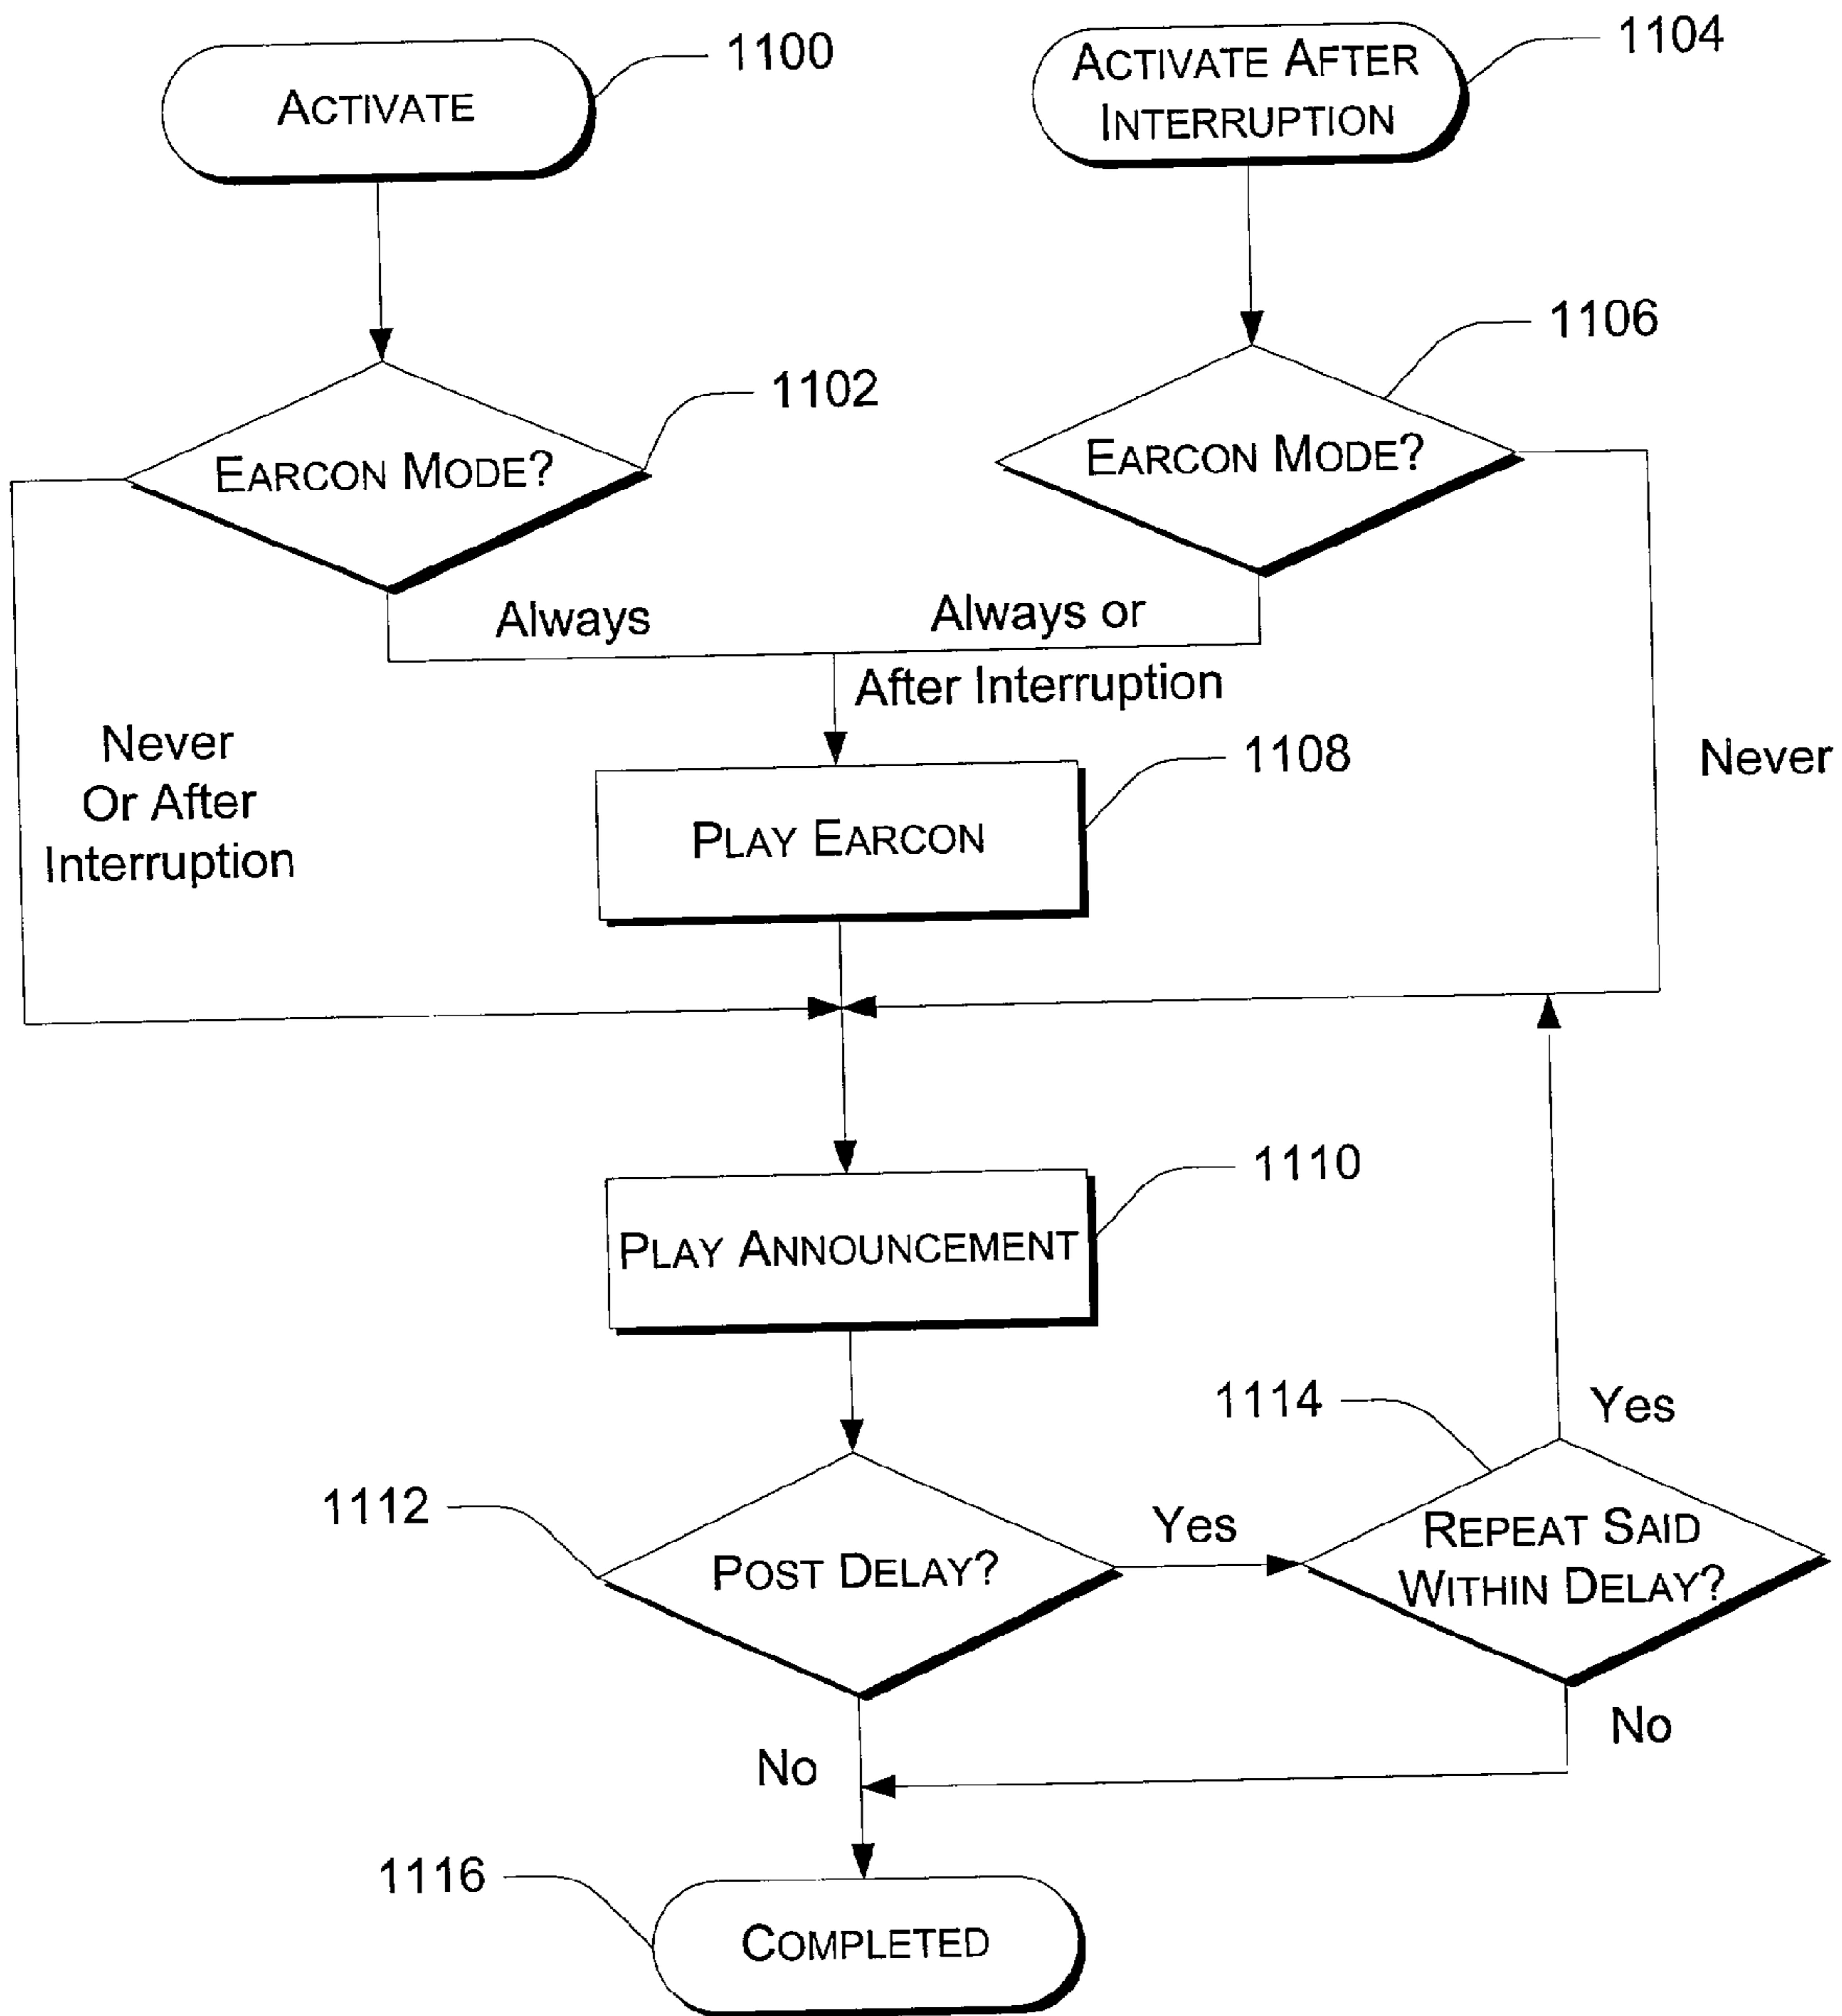 1100
ACTIVATE
1104
ACTIVATE AFTER
INTERRUPTION
1102
EARCON MODE?
1106
EARCON MODE?
Always
Always or
After Interruption
Never
Or After
Interruption
1108
PLAY EARCON
Never
1110
PLAY ANNOUNCEMENT
1112
POST DELAY?
Yes
1114
Yes
REPEAT SAID
WITHIN DELAY?
No
No
1116
COMPLETED